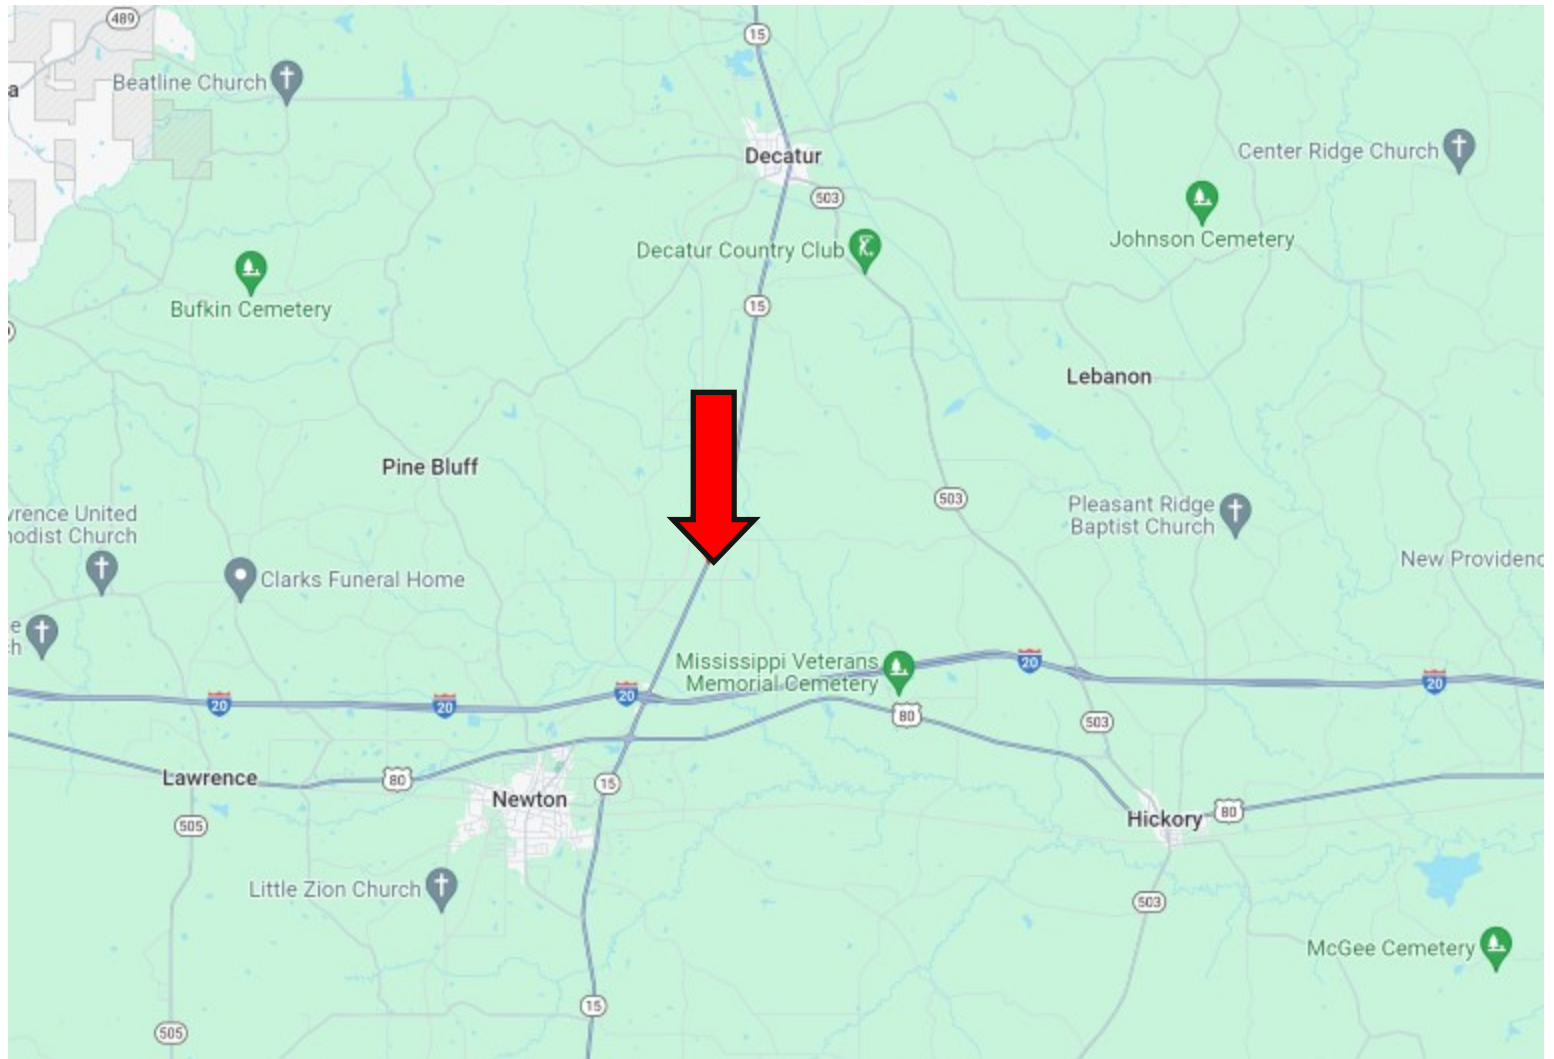 489
15
a
Beatline Church
Decatur
Center Ridge Church
503
Johnson Cemetery
Decatur Country Club
Bufkin Cemetery
15
Lebanon
Pine Bluff
503
Pleasant Ridge
Baptist Church
vrence United
nodist Church
New Providenc
Clarks Funeral Home
e
h
Mississippi Veterans
Memorial Cemetery
20
20
20
20
20
80
503
Lawrence
80
15
Newton
Hickory
80
505
Little Zion Church
503
McGee Cemetery
15
505